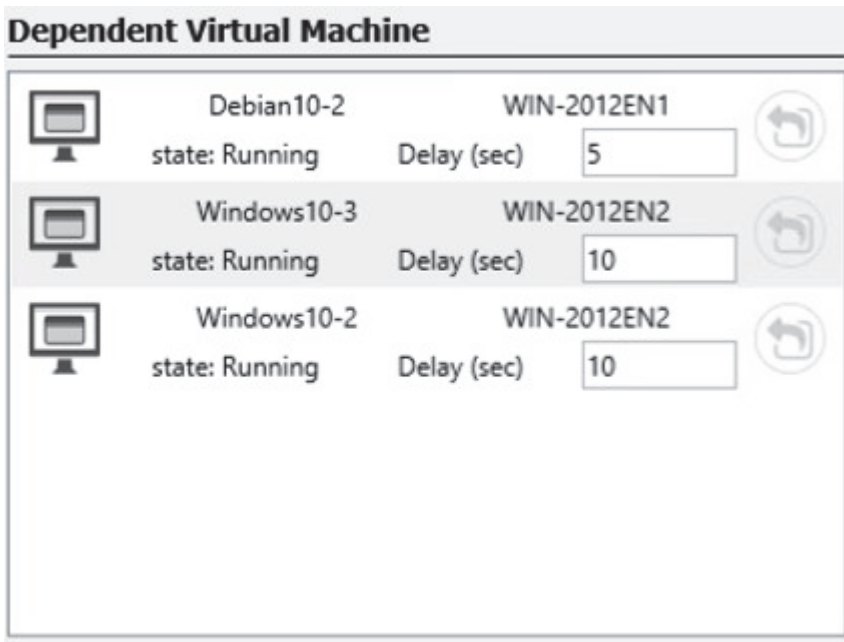 Dependent Virtual Machine
Debian10-2 WIN-2012EN1
state: Running Delay (sec) 5
Windows10-3 WIN-2012EN2
state: Running Delay (sec) 10
Windows10-2 WIN-2012EN2
state: Running Delay (sec) 10